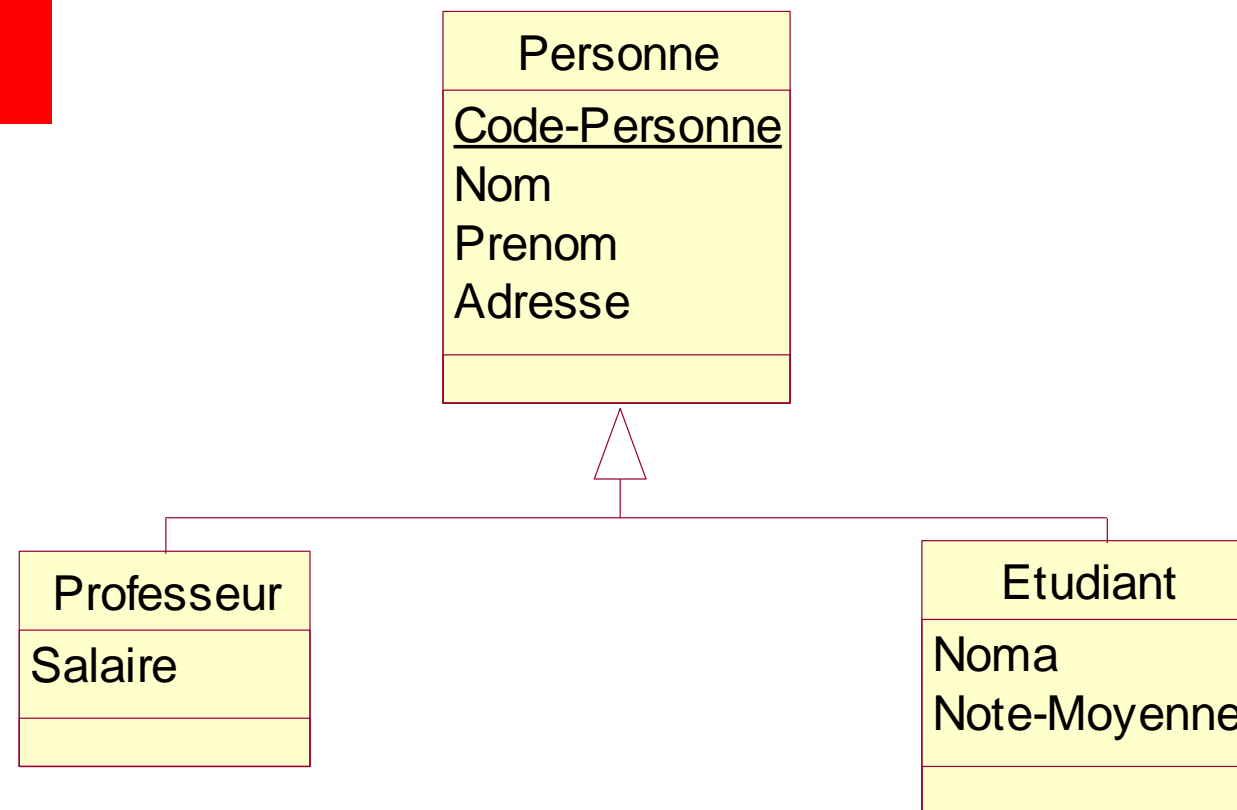 Personne
Code-Personne
Nom
Prenom
Adresse
Professeur
Salaire
Etudiant
Noma
Note-Moyenne